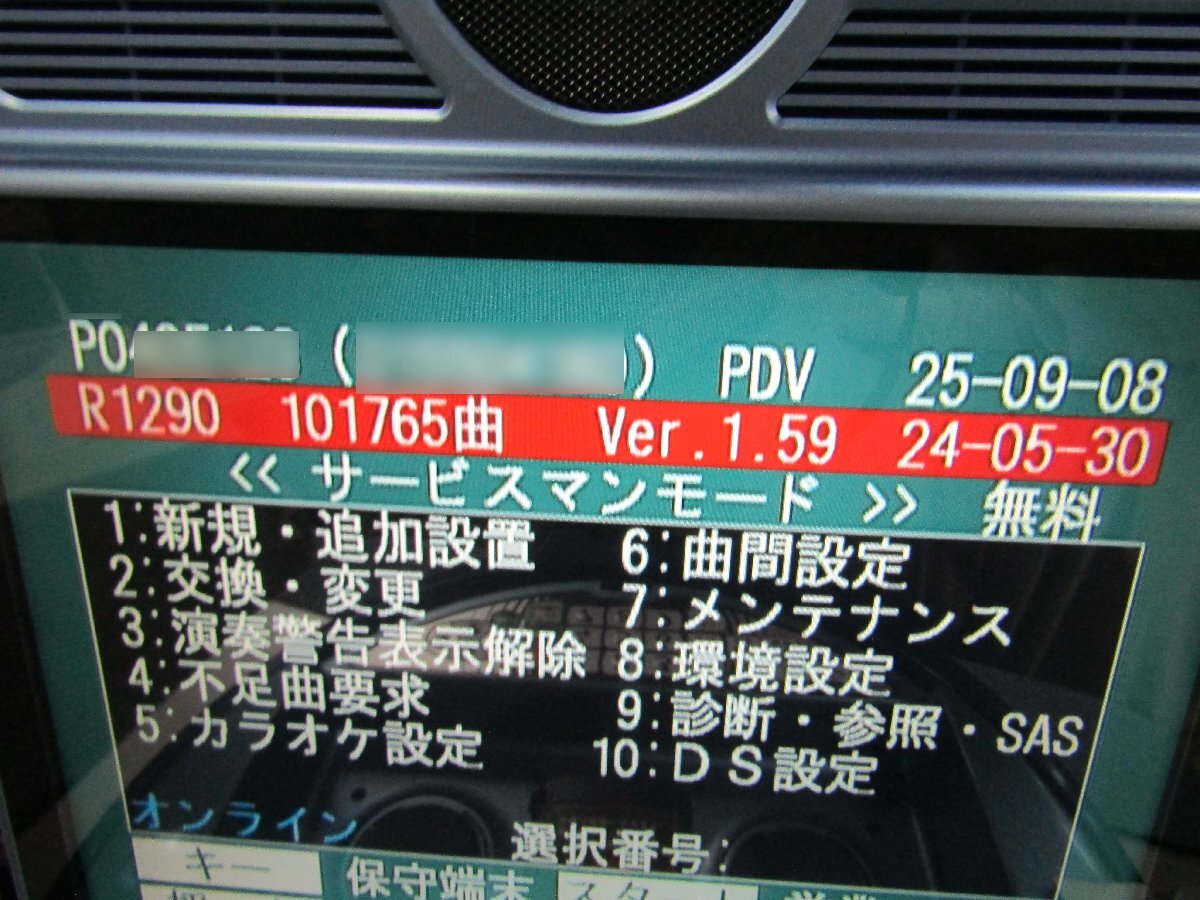 PO ( ) PDV 25-09-08
R1290 101765曲 Ver.1.59 24-05-30
<< サービスマンモード >> 無料
1:新規・追加設置
2:交換・変更
3:演奏警告表示解除
4:不足曲要求
5:カラオケ設定
6:曲間設定
7:メンテナンス
8:環境設定
9:診断・参照・SAS
10:DS設定
オンライン
選択番号:
キー 保守端末